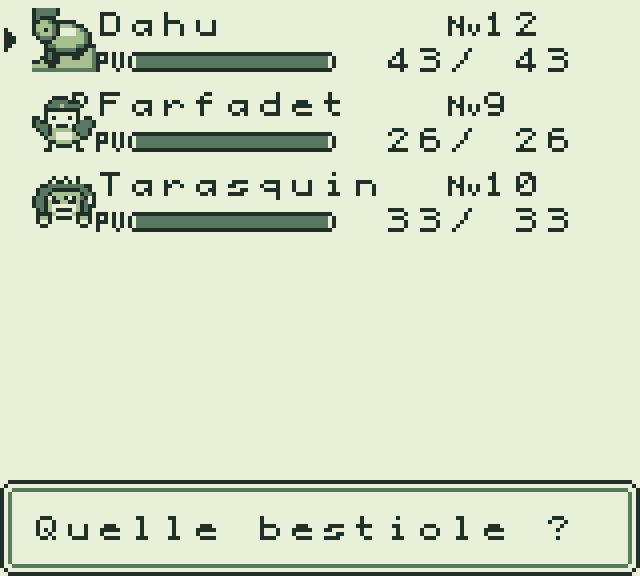 Dahu Nv12
PV 43/ 43
Farfadet Nv9
PV 26/ 26
Tarasquin Nv10
PV 33/ 33
Quelle bestiole ?